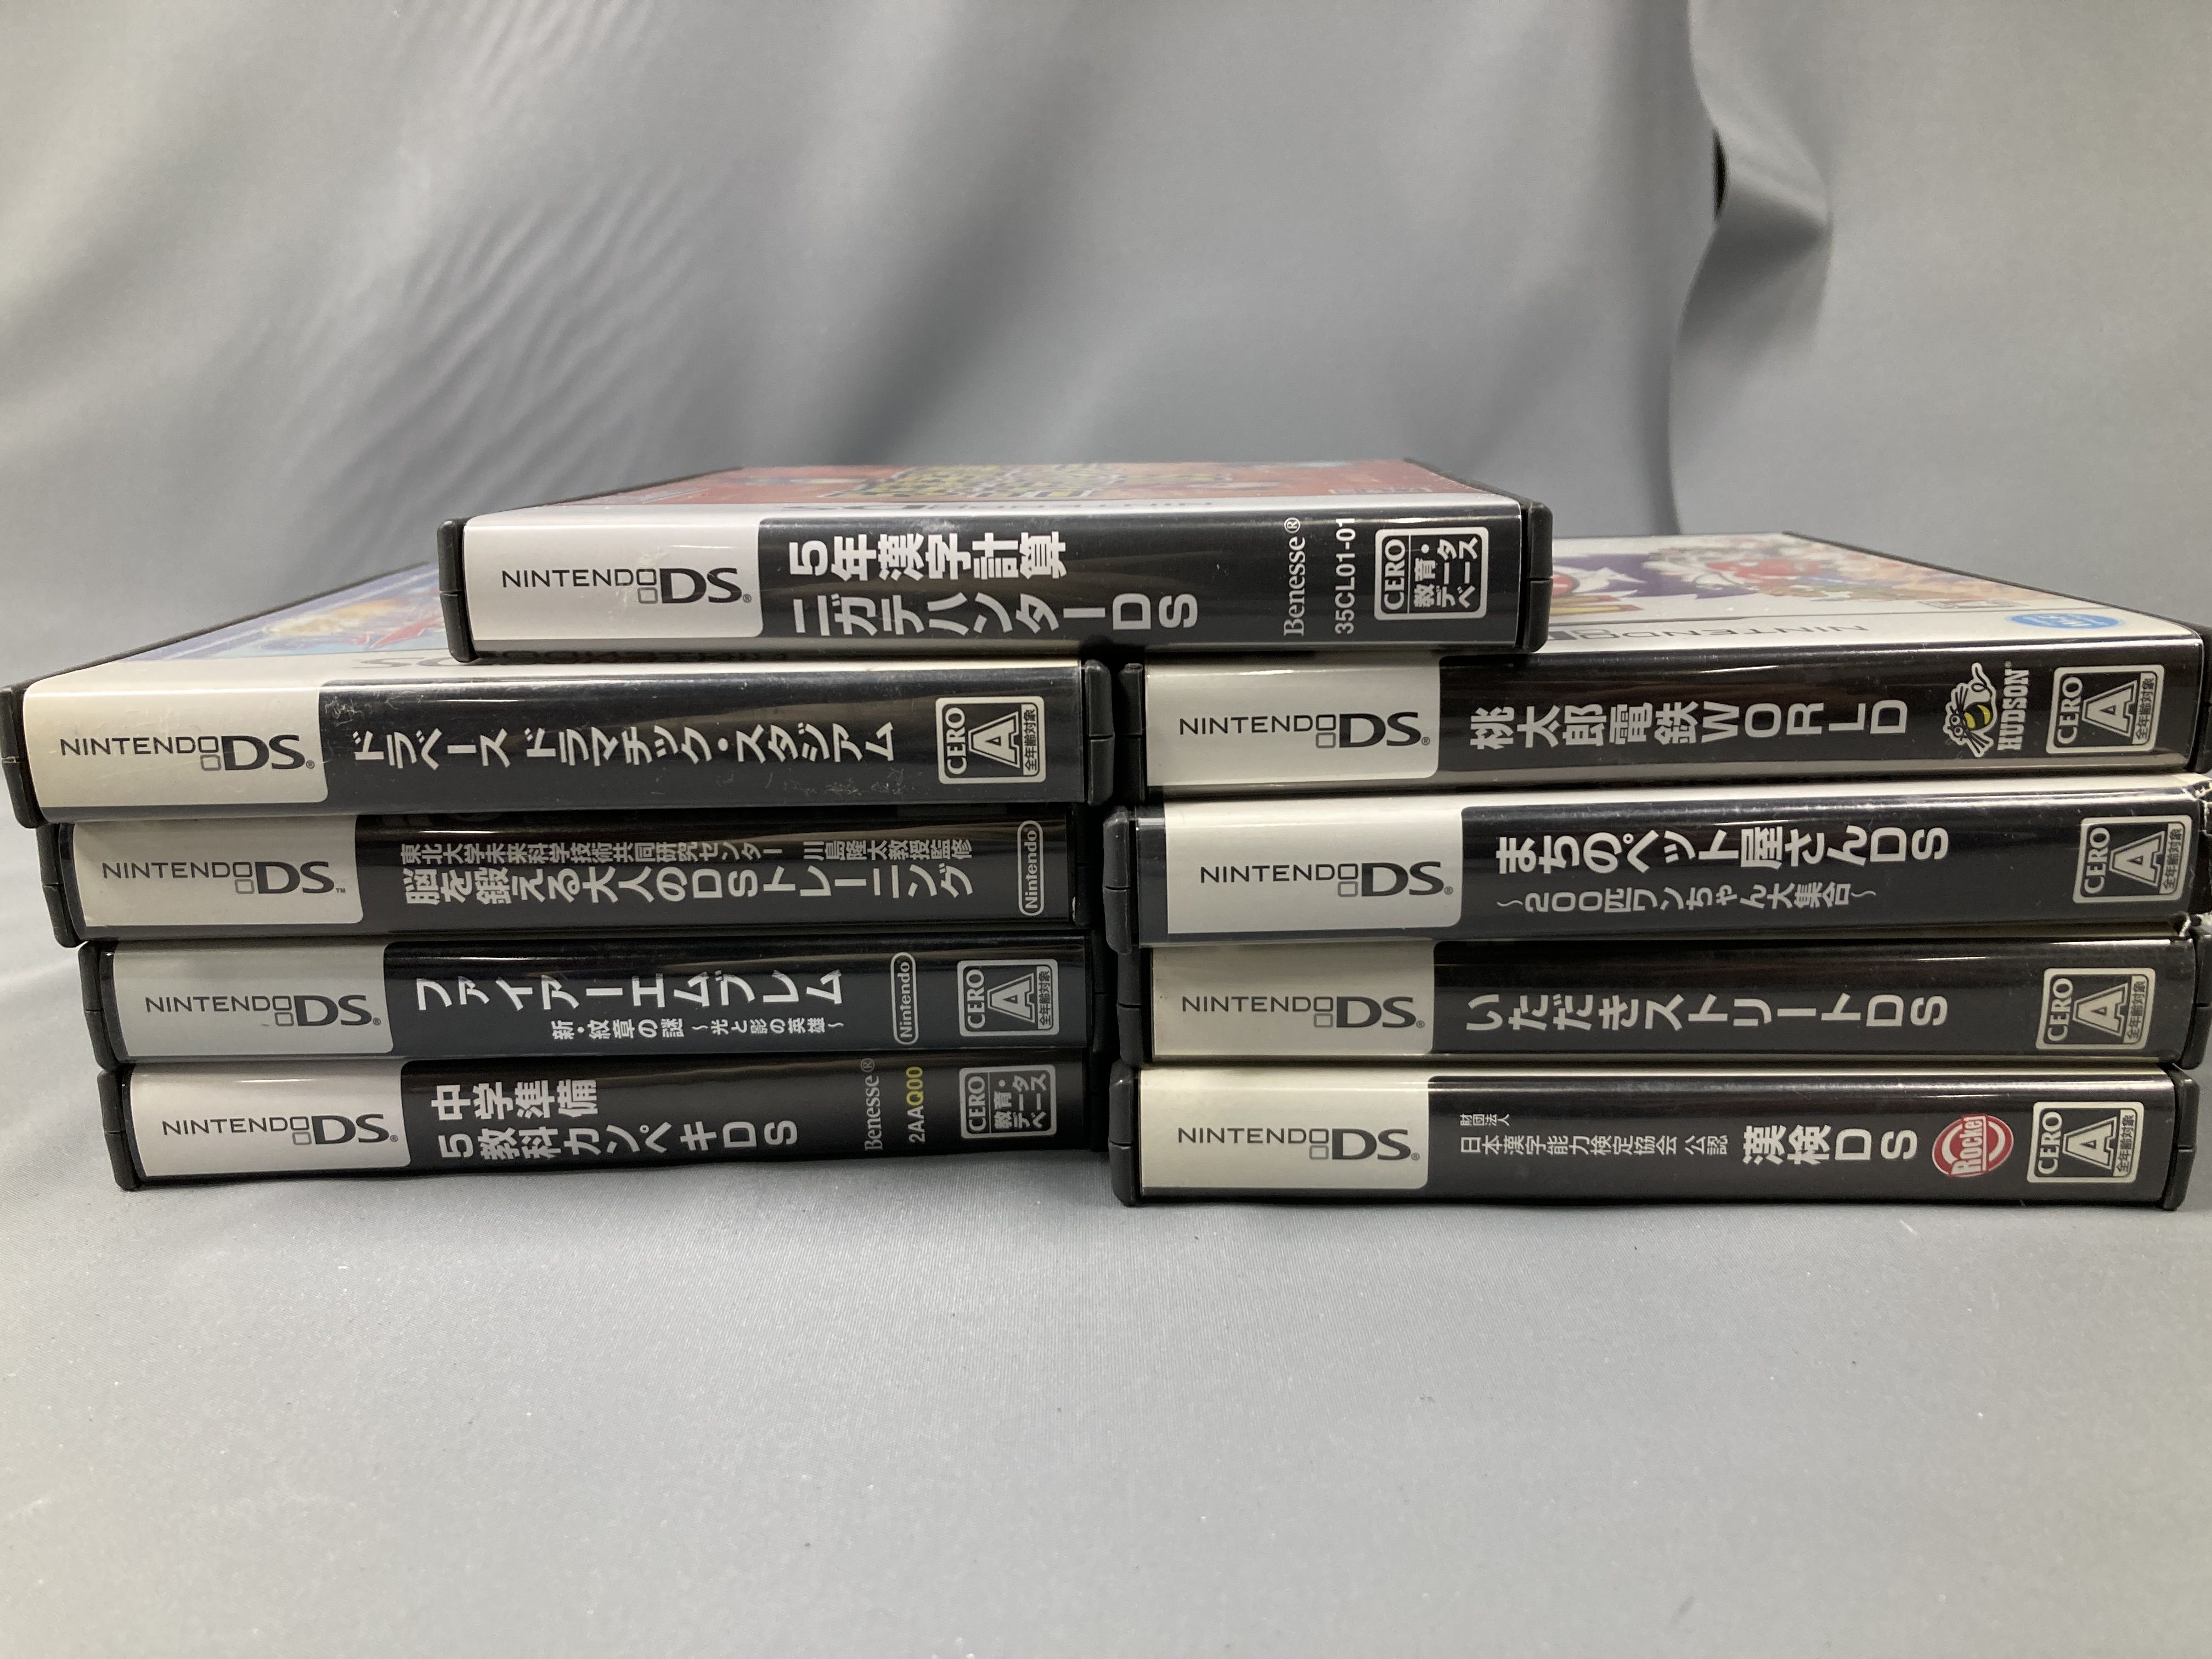 NINTENDO DS
5年漢字計算
ニガテハンターDS
Benesse®
35CL01-01
CERO
教育・データベース
NINTENDO DS
ドラベース ドラマチック・スタジアム
CERO
A
全年齢対象
NINTENDO DS
東北大学未来科学技術共同研究センター 川島隆太教授監修
脳を鍛える大人のDSトレーニング
Nintendo
NINTENDO DS
ファイアーエムブレム
新・紋章の謎 ~光と影の英雄~
Nintendo
CERO
A
全年齢対象
NINTENDO DS
中学準備
5教科カンペキDS
Benesse®
2AAQ00
CERO
教育・データベース
NINTENDO DS
桃太郎電鉄WORLD
HUDSON
CERO
A
全年齢対象
NINTENDO DS
まちのペット屋さんDS
~200匹ワンちゃん大集合~
CERO
A
全年齢対象
NINTENDO DS
いただきストリートDS
CERO
A
全年齢対象
NINTENDO DS
財団法人
日本漢字能力検定協会 公認
漢検DS
Rocket
CERO
A
全年齢対象